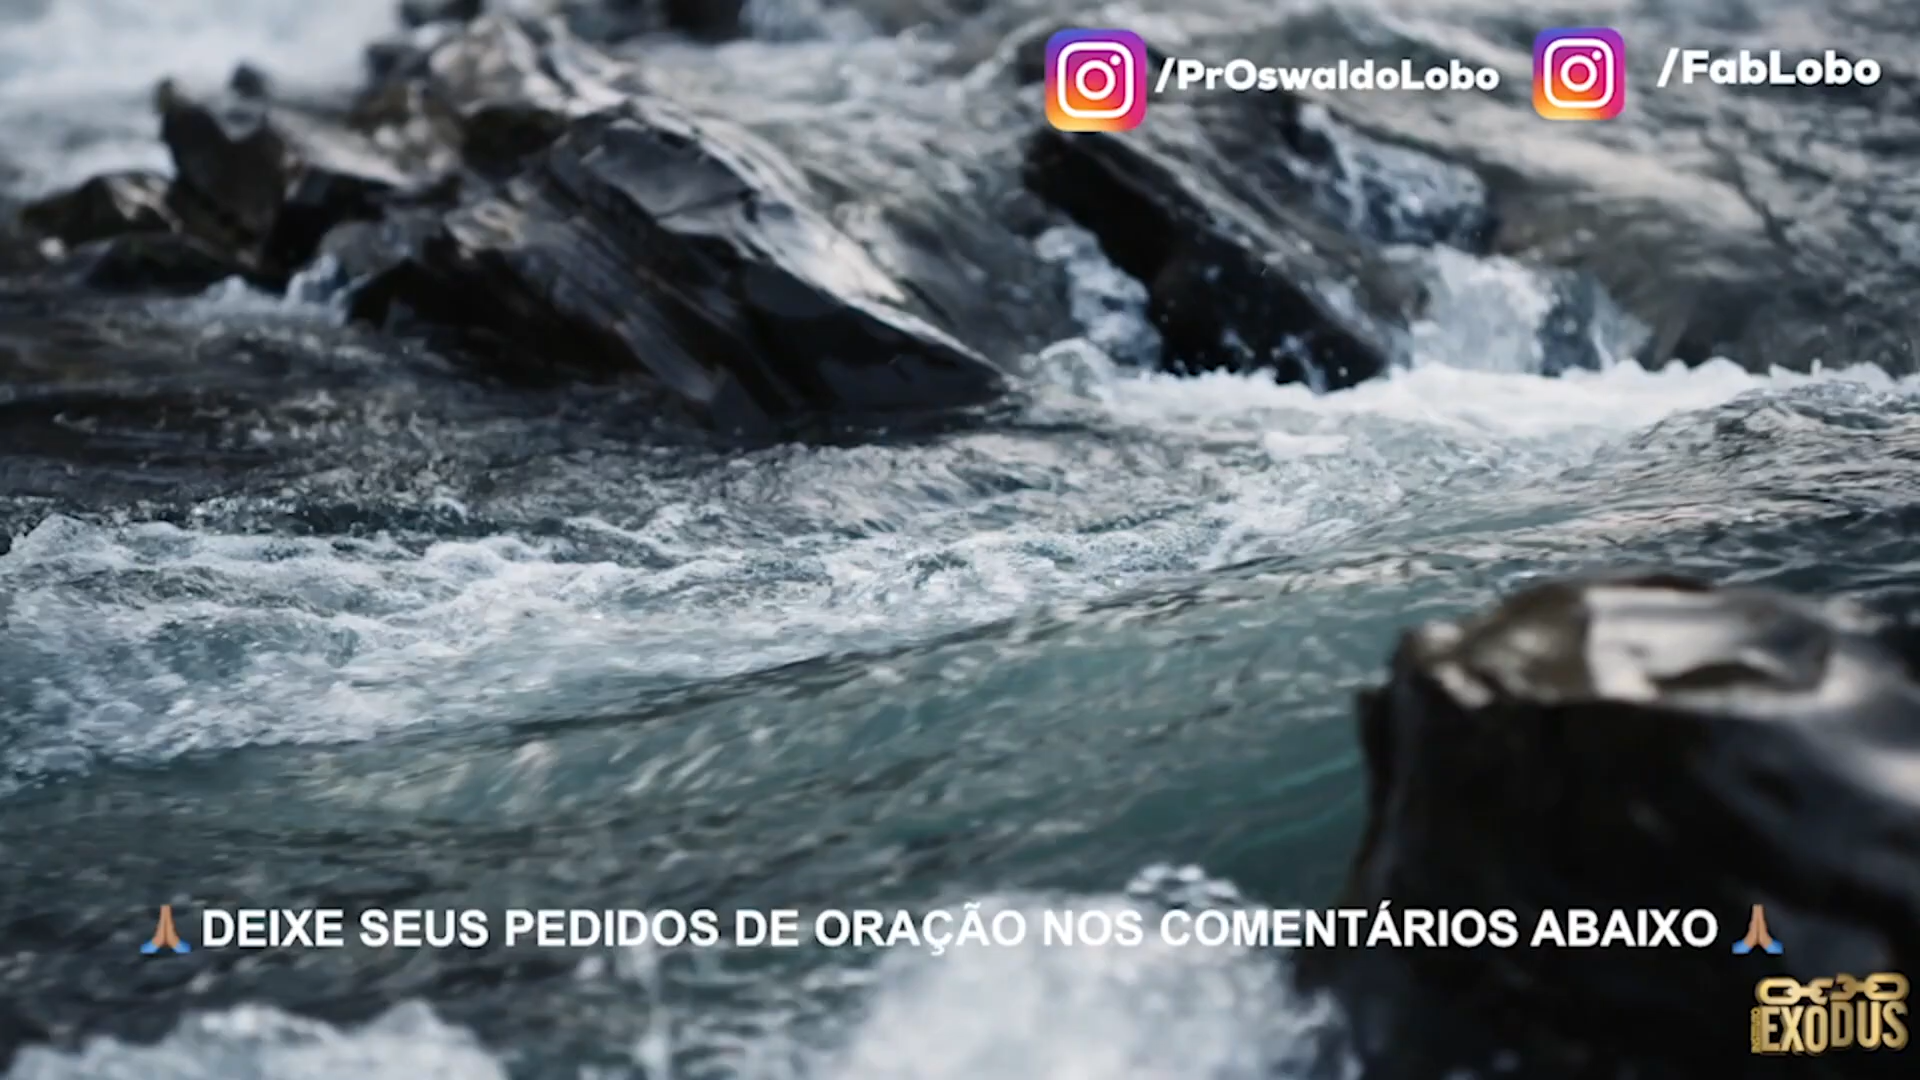 /PrOswaldoLobo
/FabLobo
🙏🏽 DEIXE SEUS PEDIDOS DE ORAÇÃO NOS COMENTÁRIOS ABAIXO 🙏🏽
EXODUS